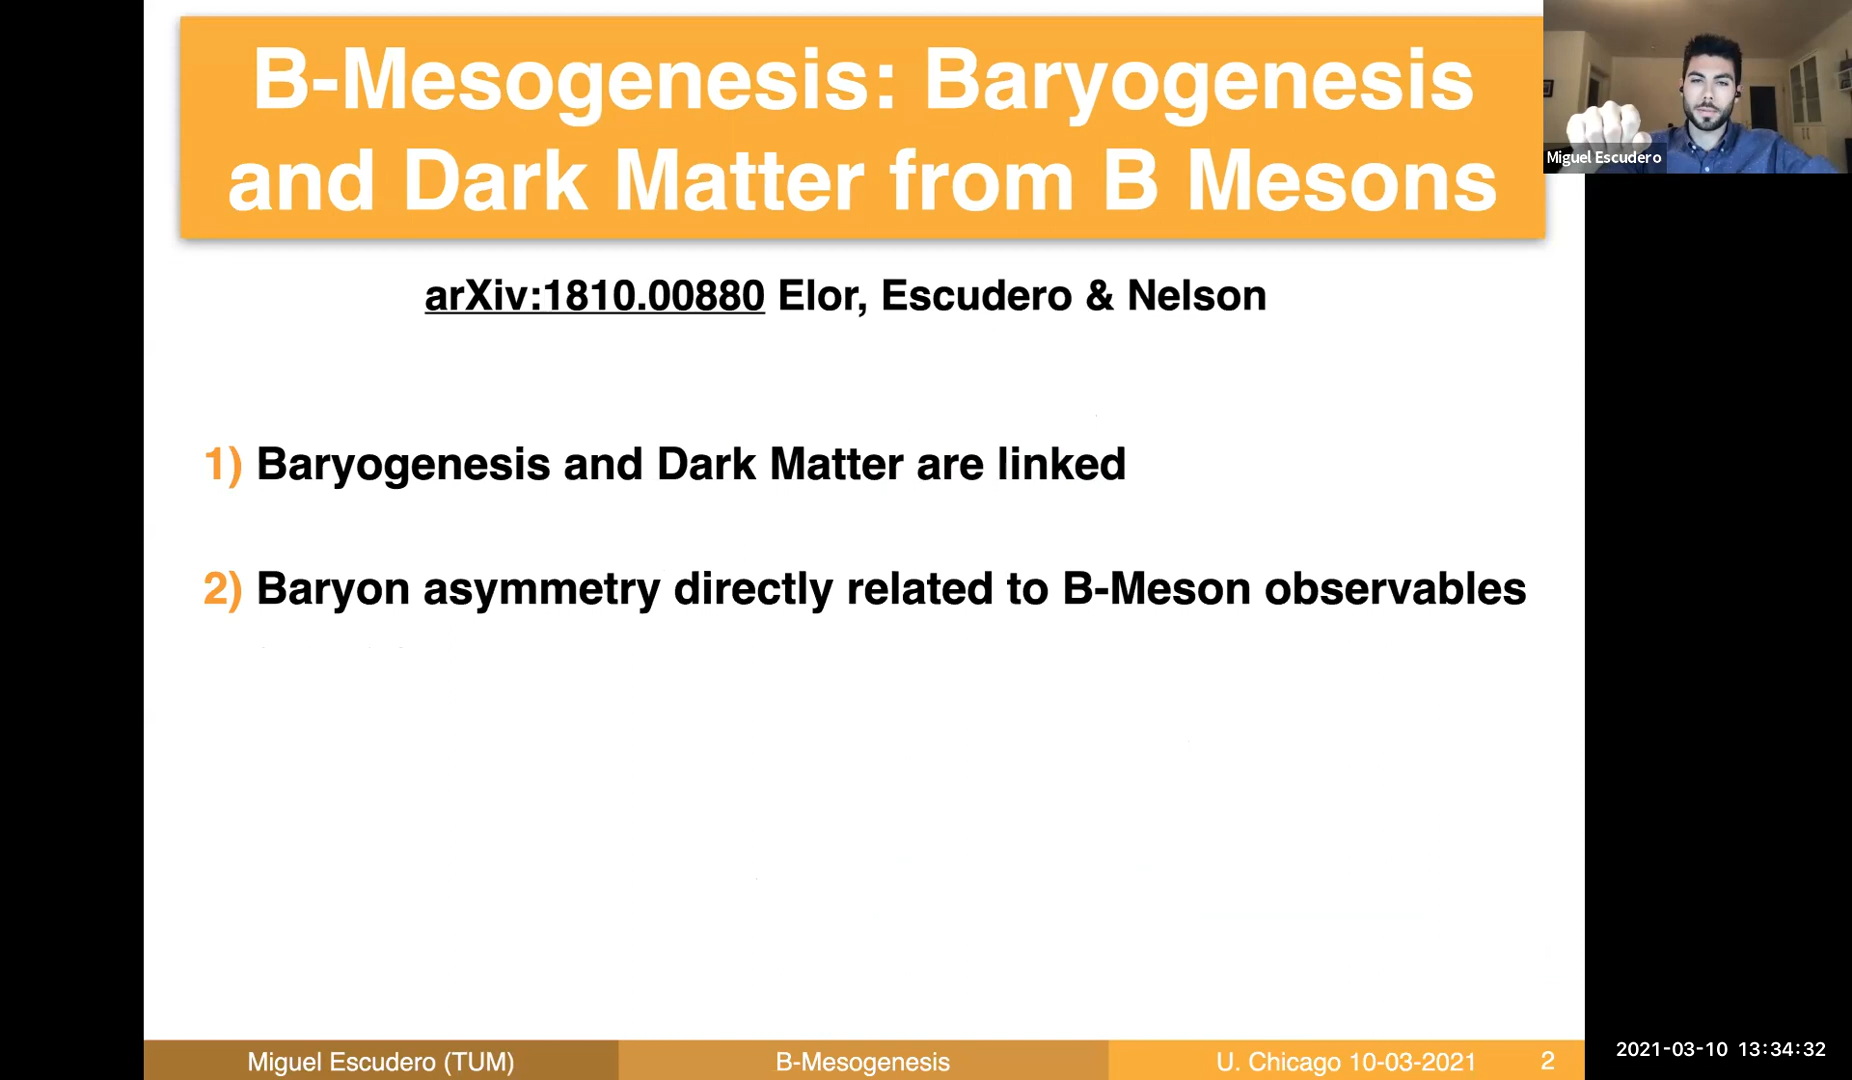 B-Mesogenesis: Baryogenesis
and Dark Matter from B Mesons
Miguel Escudero
arXiv:1810.00880 Elor, Escudero & Nelson
1) Baryogenesis and Dark Matter are linked
2) Baryon asymmetry directly related to B-Meson observables
Miguel Escudero (TUM)
B-Mesogenesis
U. Chicago 10-03-2021
2
2021-03-10 13:34:32